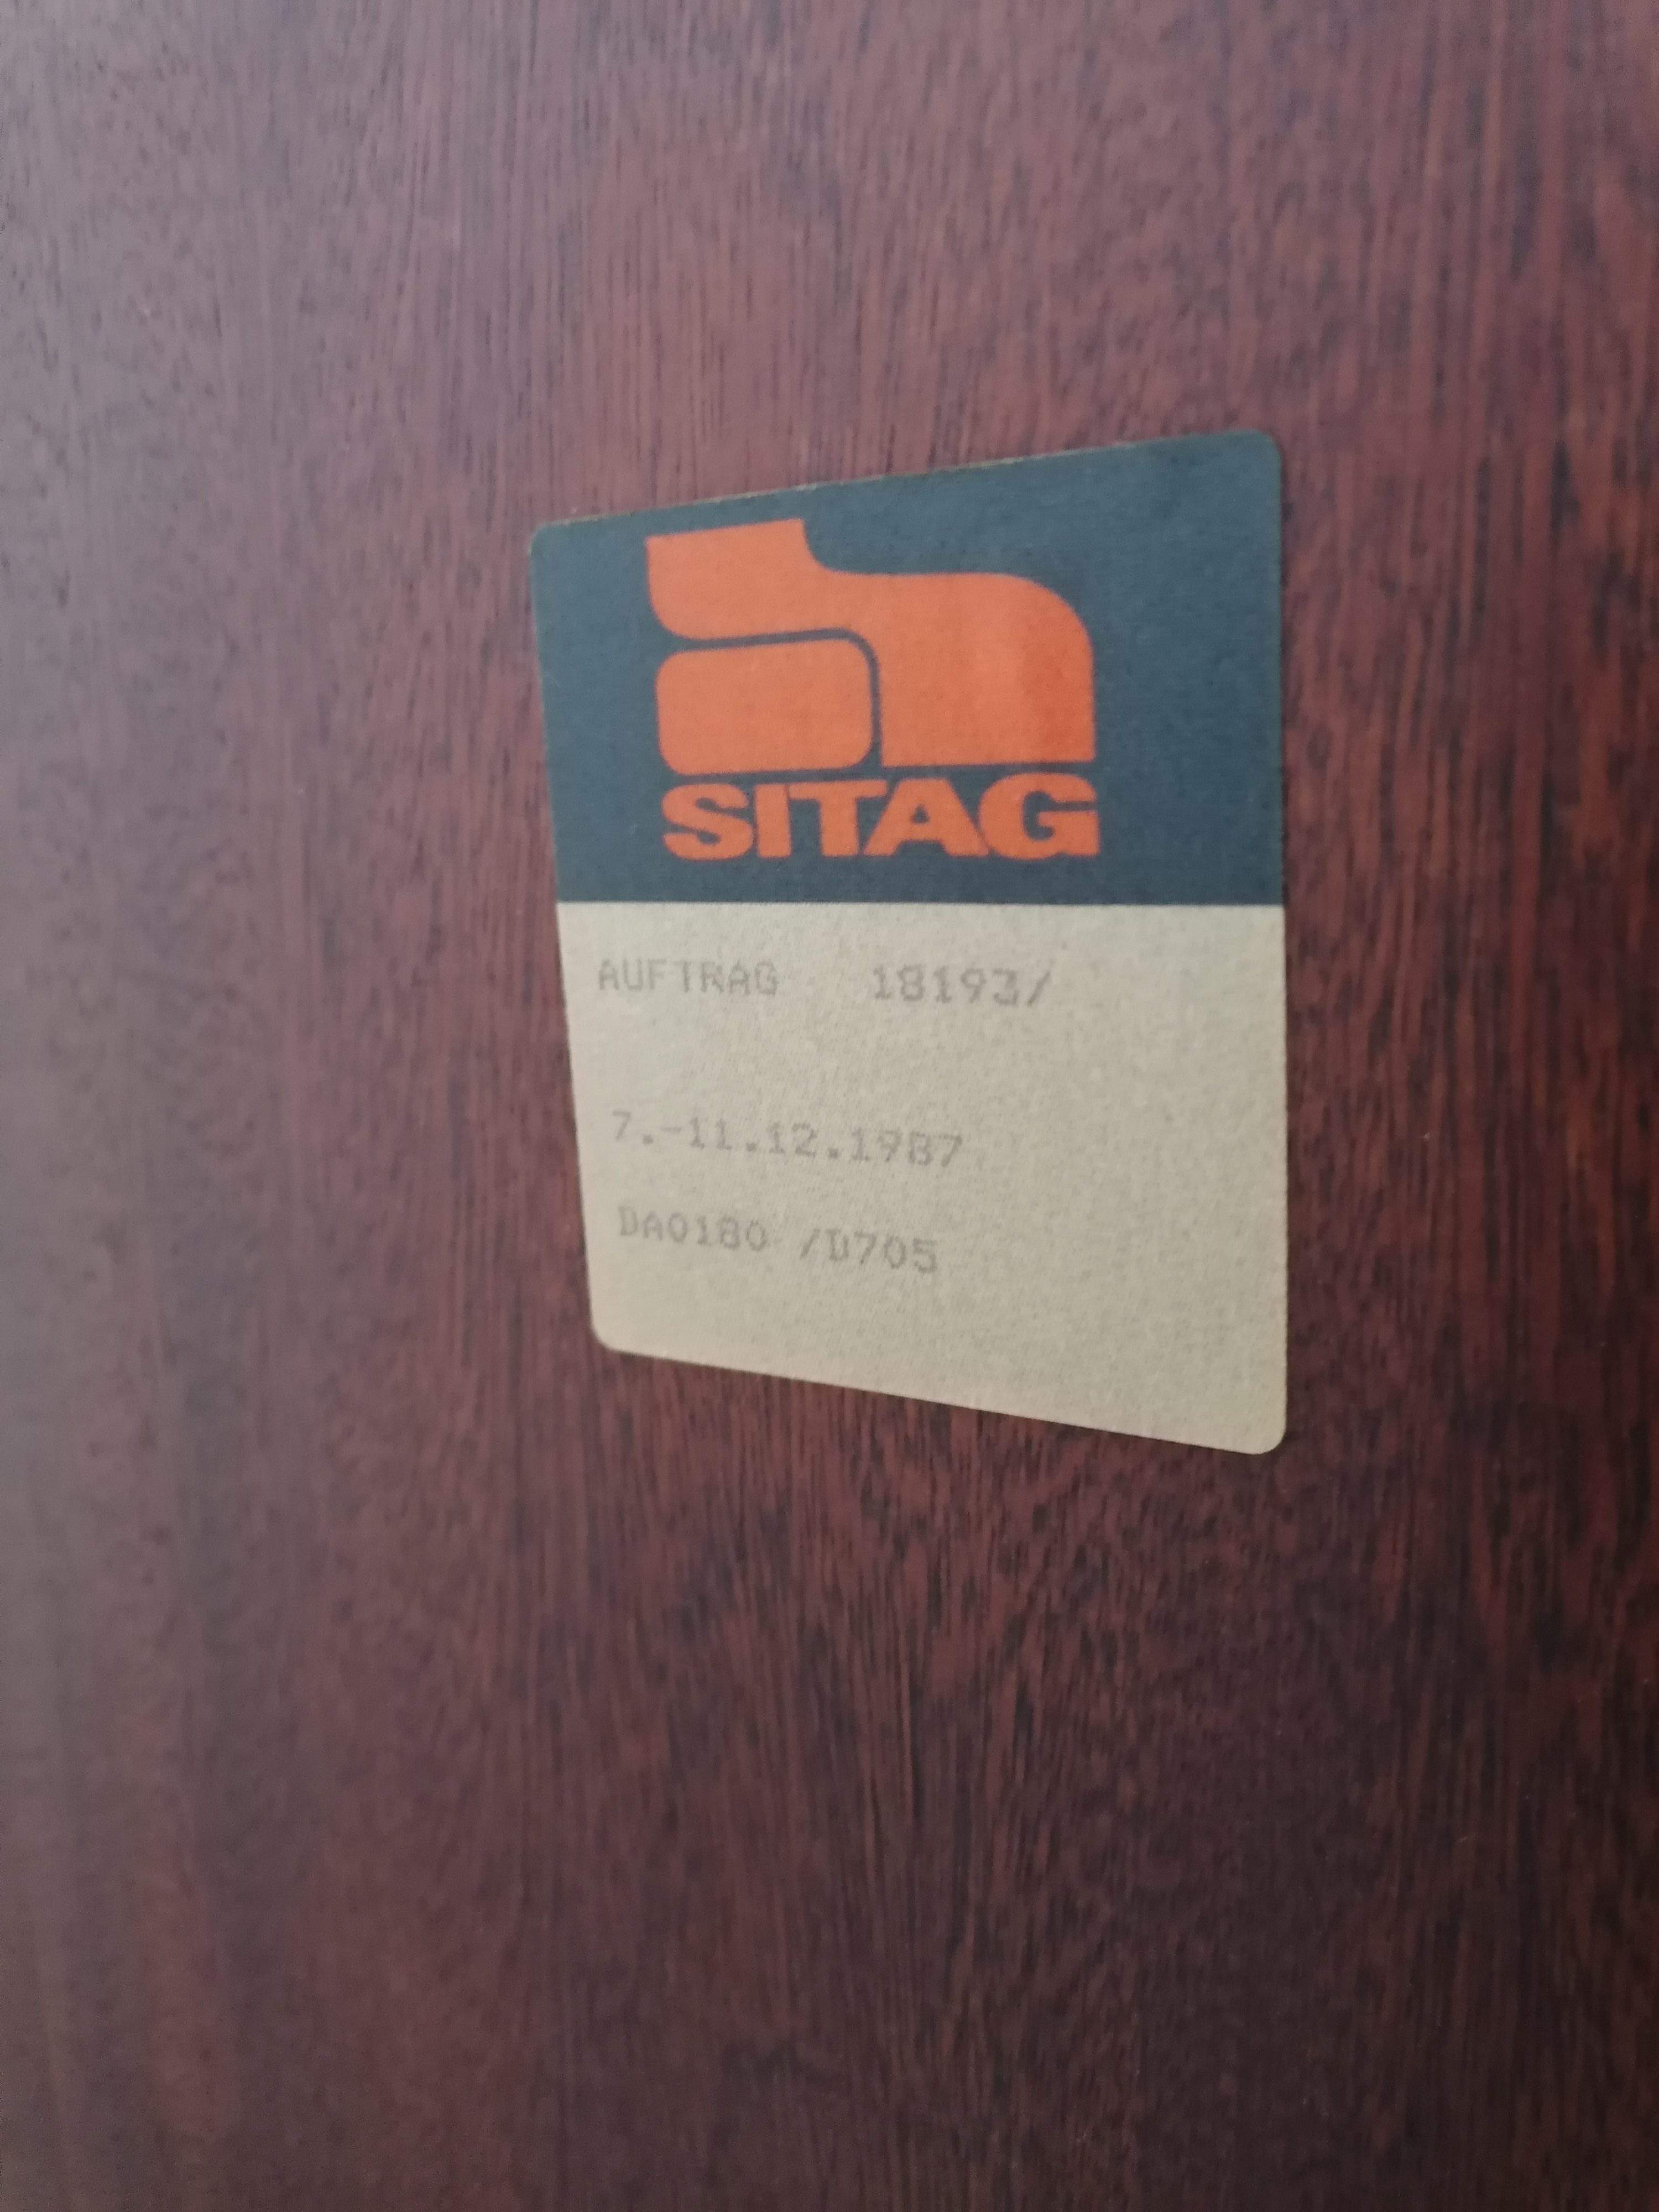 SITAG
AUFTRAG 18193/
7.-11.12.1987
DA0180 /D705